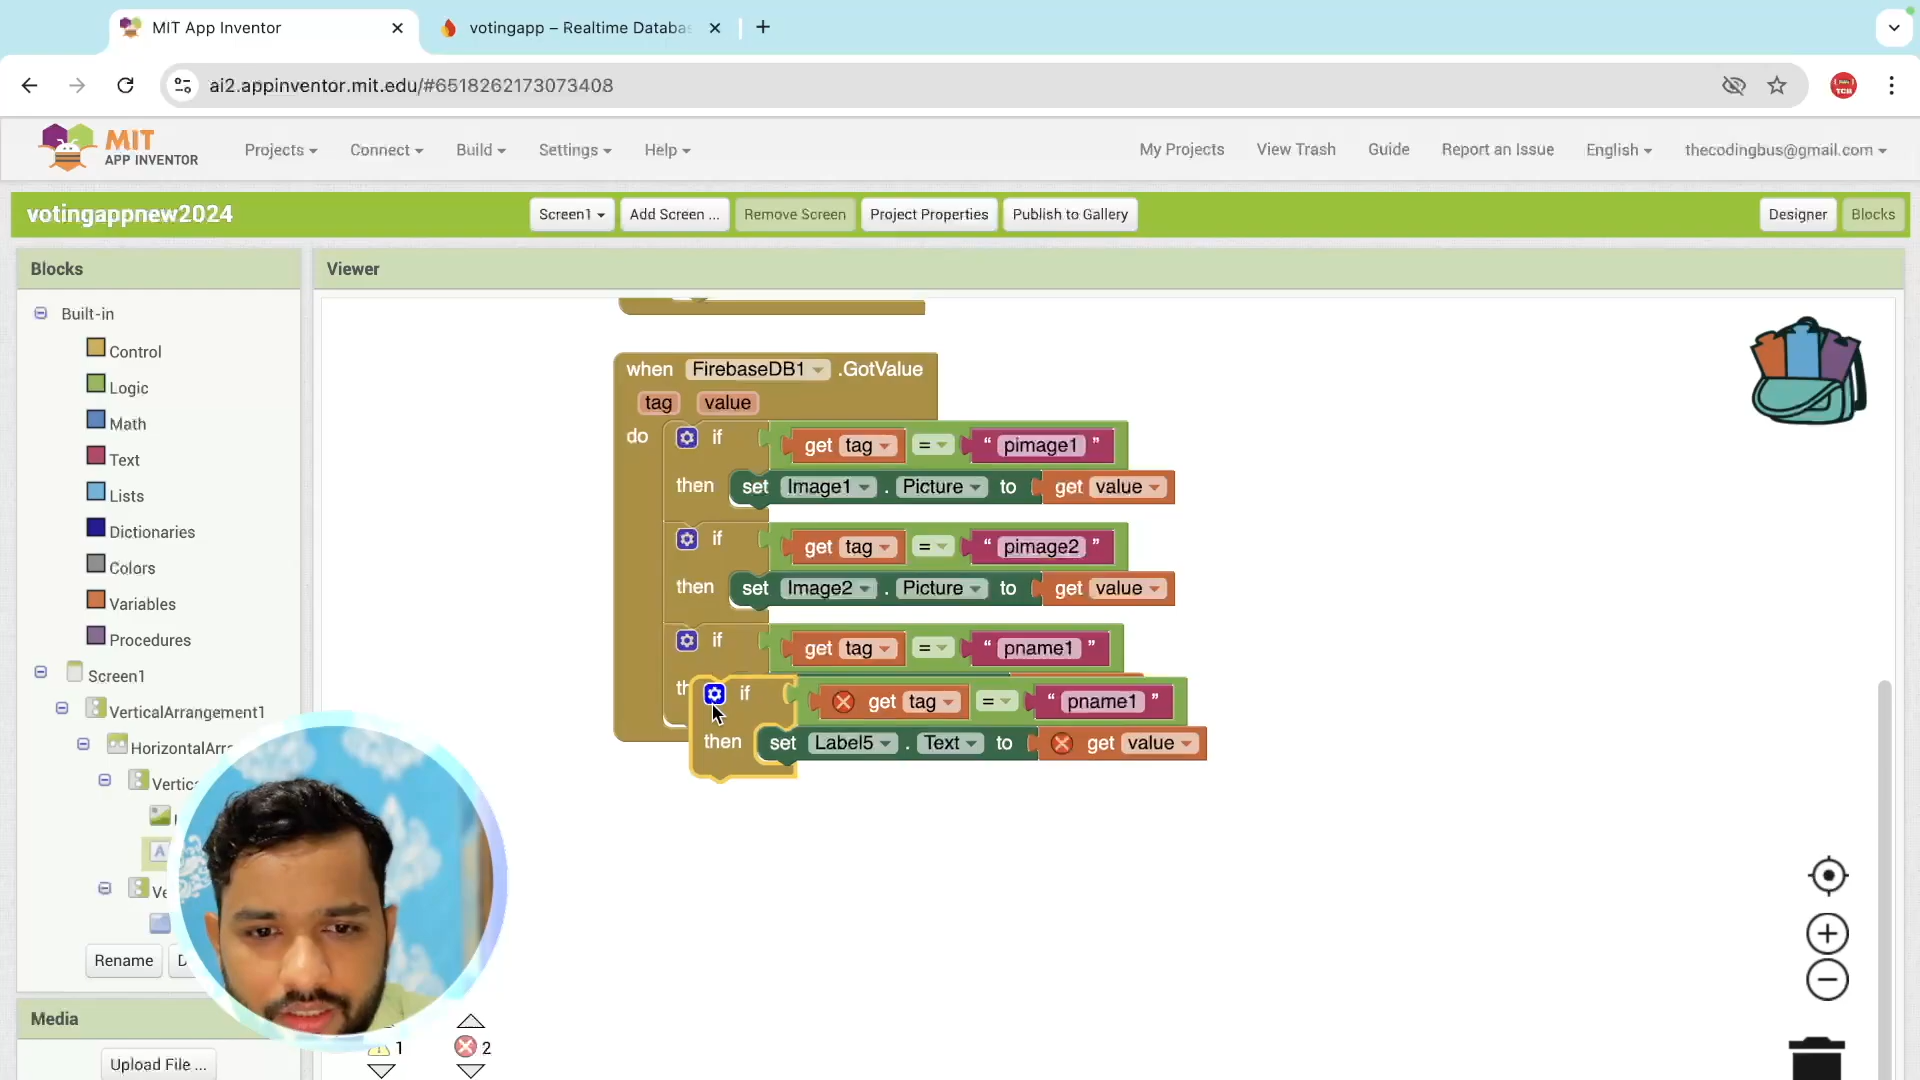 MIT App Inventor
votingapp – Realtime Databa
ai2.appinventor.mit.edu/#6518262173073408
TCH
MIT
APP INVENTOR
Projects
Connect
Build
Settings
Help
My Projects
View Trash
Guide
Report an Issue
English
thecodingbus@gmail.com
votingappnew2024
Screen1
Add Screen ...
Remove Screen
Project Properties
Publish to Gallery
Designer
Blocks
Blocks
Viewer
Built-in
Control
Logic
Math
Text
Lists
Dictionaries
Colors
Variables
Procedures
Screen1
VerticalArrangement1
HorizontalArr
Vertic
A
Ve
Rename
D
Media
Upload File ...
when FirebaseDB1 .GotValue
tag value
do if get tag = “ pimage1 ”
then set Image1 . Picture to get value
if get tag = “ pimage2 ”
then set Image2 . Picture to get value
if get tag = “ pname1 ”
th
if get tag = “ pname1 ”
then set Label5 . Text to get value
1 2